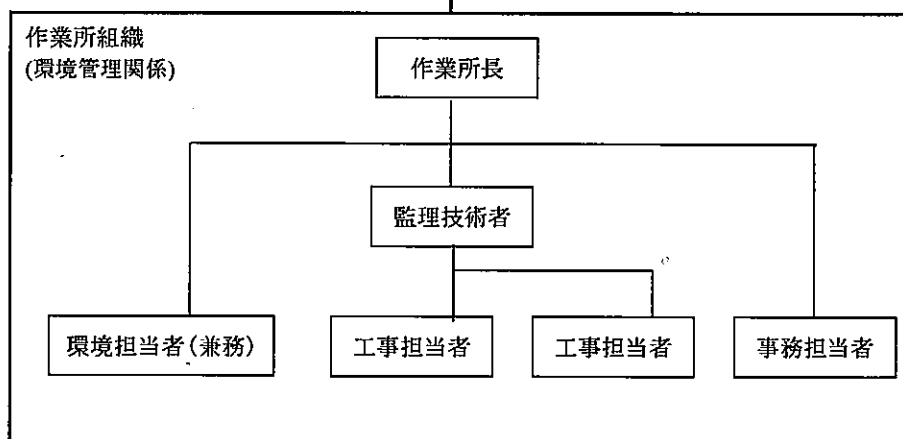 作業所組織
(環境管理関係)
作業所長
監理技術者
環境担当者(兼務)
工事担当者
工事担当者
事務担当者